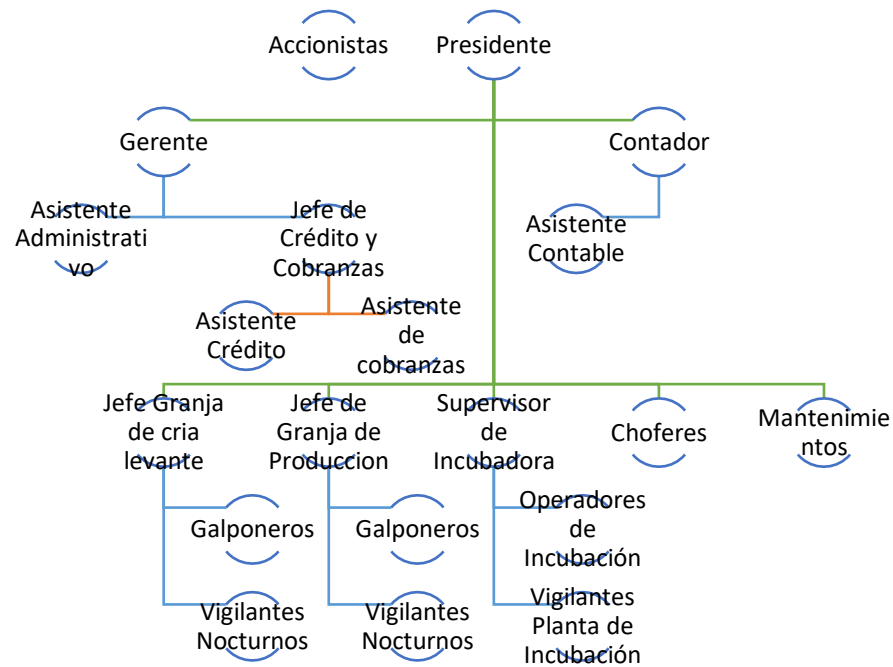 Accionistas
Presidente
Gerente
Contador
Asistente
Administrati
vo
Jefe de
Crédito y
Cobranzas
Asistente
Contable
Asistente
Crédito
Asistente
de
cobranzas
Jefe Granja
de cria
levante
Jefe de
Granja de
Produccion
Supervisor
de
Incubadora
Choferes
Mantenimie
ntos
Galponeros
Galponeros
Operadores
de
Incubación
Vigilantes
Nocturnos
Vigilantes
Nocturnos
Vigilantes
Planta de
Incubación